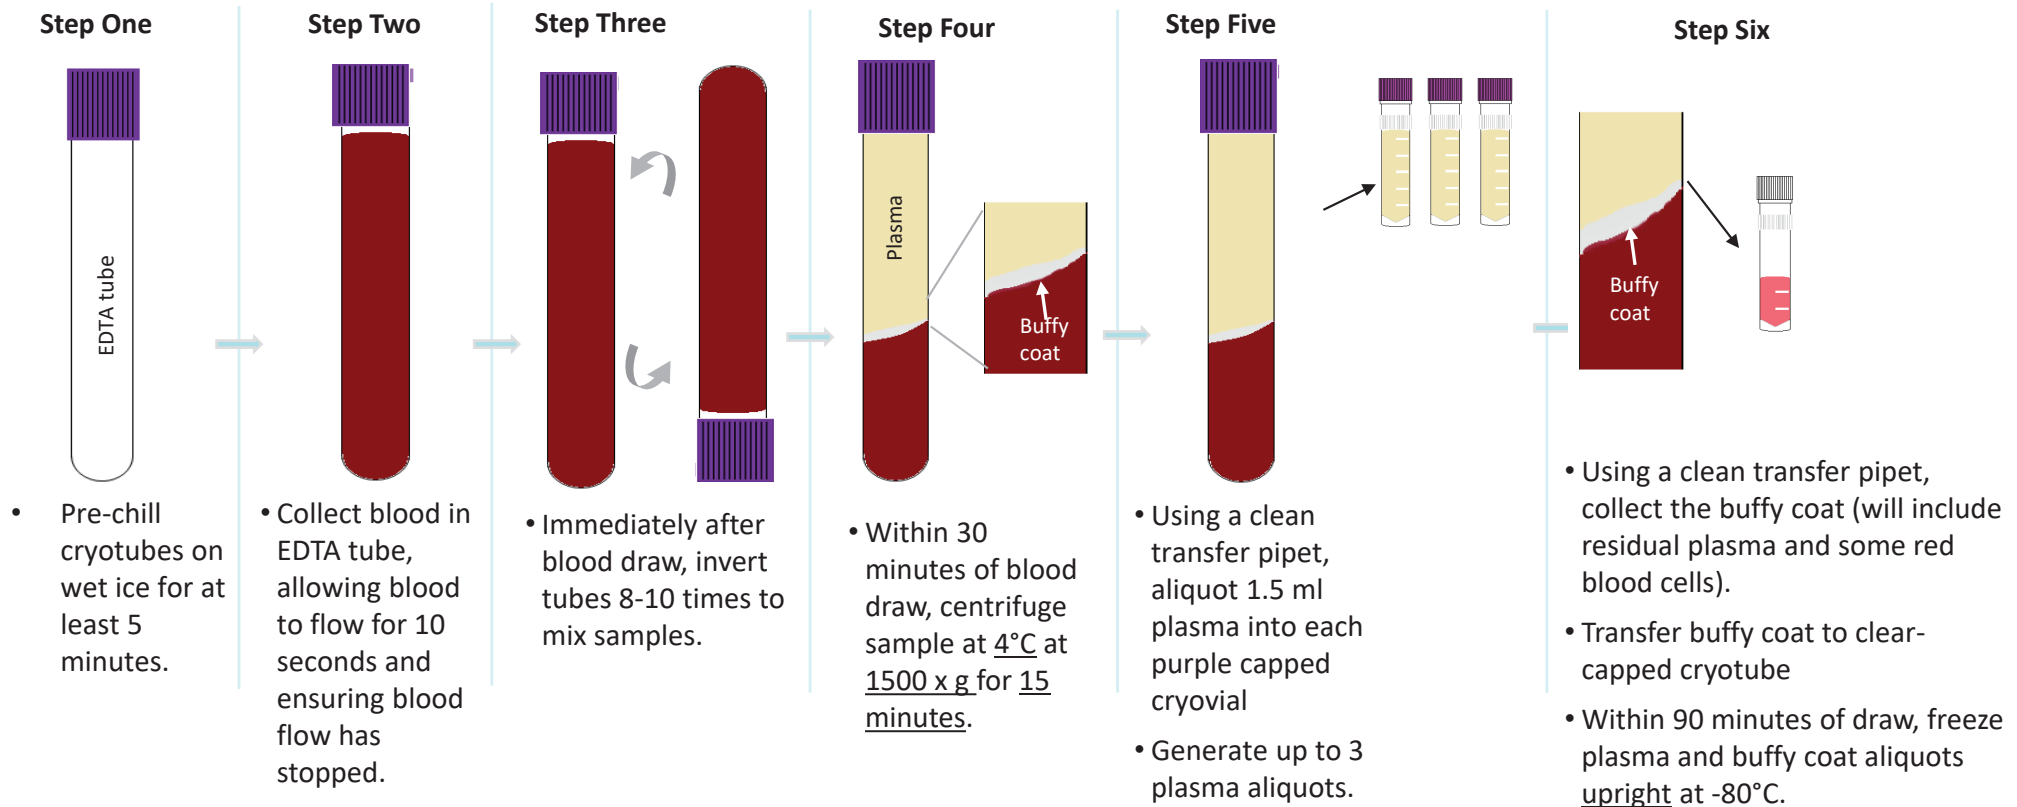 Step One
EDTA tube
• Pre-chill
cryotubes on
wet ice for at
least 5
minutes.
Step Two
• Collect blood in
EDTA tube,
allowing blood
to flow for 10
seconds and
ensuring blood
flow has
stopped.
Step Three
• Immediately after
blood draw, invert
tubes 8-10 times to
mix samples.
Step Four
Plasma
Buffy
coat
• Within 30
minutes of blood
draw, centrifuge
sample at 4°C at
1500 x g for 15
minutes.
Step Five
• Using a clean
transfer pipet,
aliquot 1.5 ml
plasma into each
purple capped
cryovial
• Generate up to 3
plasma aliquots.
Step Six
Buffy
coat
• Using a clean transfer pipet,
collect the buffy coat (will include
residual plasma and some red
blood cells).
• Transfer buffy coat to clear-
capped cryotube
• Within 90 minutes of draw, freeze
plasma and buffy coat aliquots
upright at -80°C.